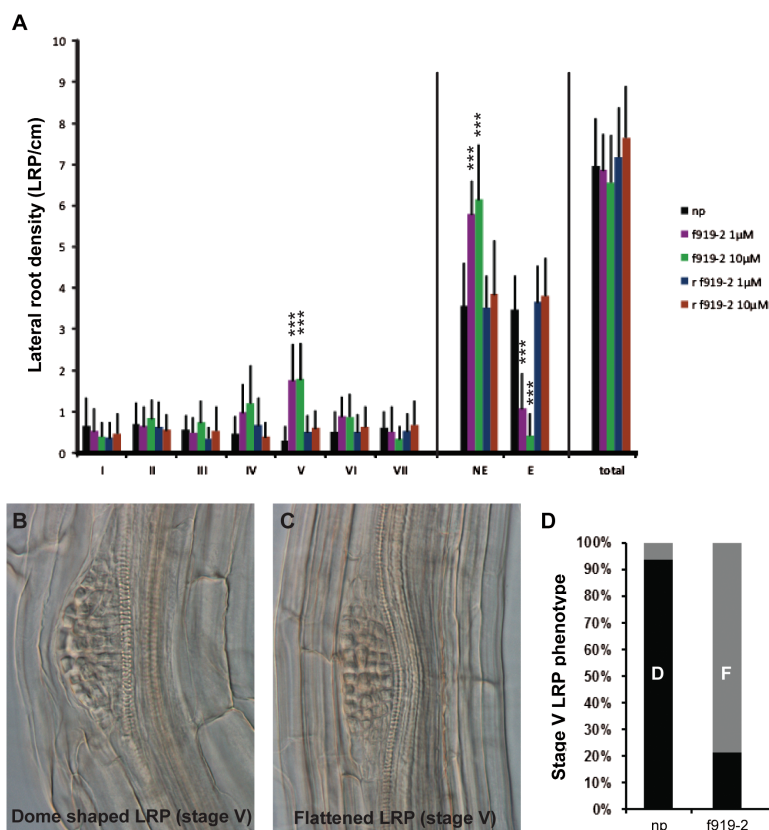 A
Lateral root density (LRP/cm)
10
9
8
7
6
5
4
3
2
1
0
***
***
***
***
***
***
I
II
III
IV
V
VI
VII
NE
E
total
np
f919-2 1µM
f919-2 10µM
r f919-2 1µM
r f919-2 10µM
B
Dome shaped LRP (stage V)
C
Flattened LRP (stage V)
D
Stage V LRP phenotype
100%
90%
80%
70%
60%
50%
40%
30%
20%
10%
0%
D
F
np
f919-2